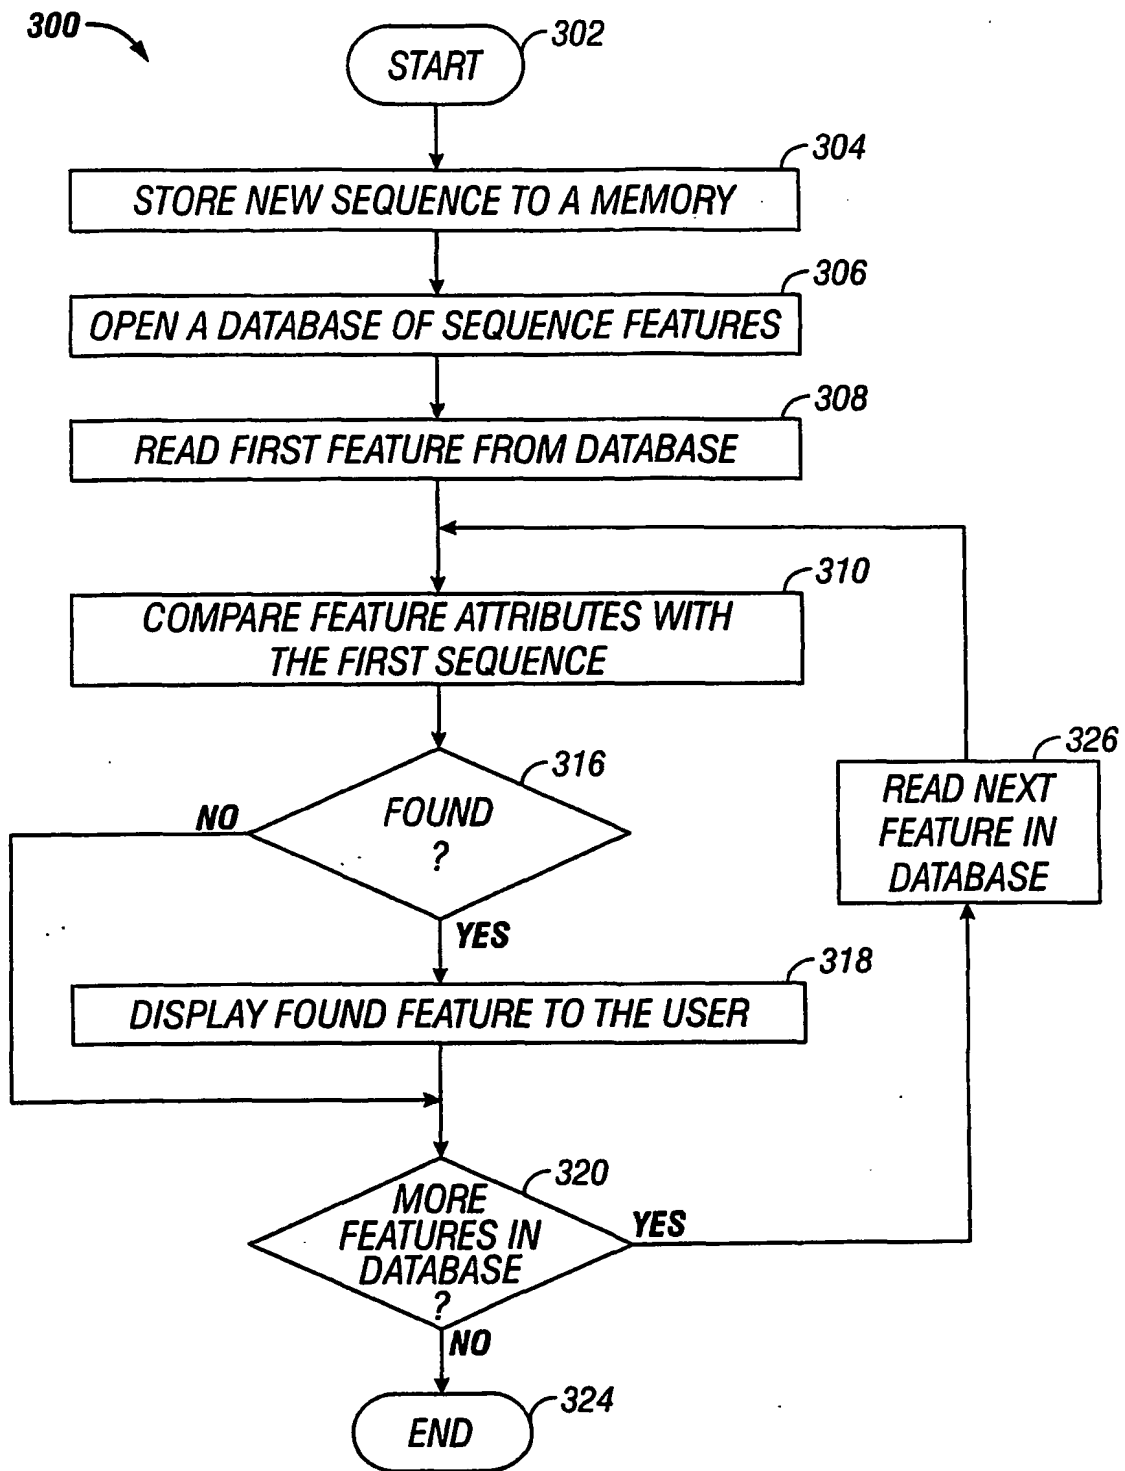 300
302
START
304
STORE NEW SEQUENCE TO A MEMORY
306
OPEN A DATABASE OF SEQUENCE FEATURES
308
READ FIRST FEATURE FROM DATABASE
310
COMPARE FEATURE ATTRIBUTES WITH
THE FIRST SEQUENCE
316
FOUND
?
NO
YES
326
READ NEXT
FEATURE IN
DATABASE
318
DISPLAY FOUND FEATURE TO THE USER
320
MORE
FEATURES IN
DATABASE
?
YES
NO
324
END